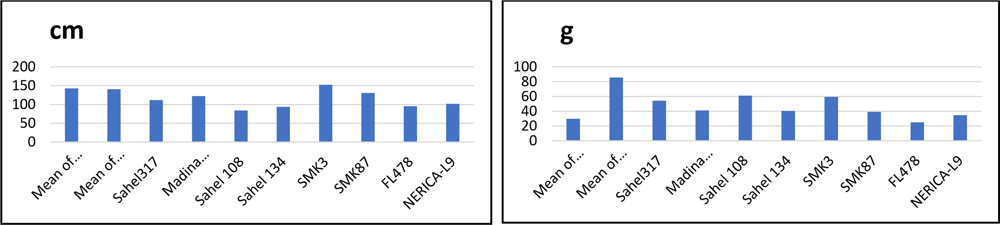 cm
200
150
100
50
0
Mean of...
Mean of...
Sahel317
Madina...
Sahel 108
Sahel 134
SMK3
SMK87
FL478
NERICA-L9
g
100
80
60
40
20
0
Mean of...
Mean of...
Sahel317
Madina...
Sahel 108
Sahel 134
SMK3
SMK87
FL478
NERICA-L9